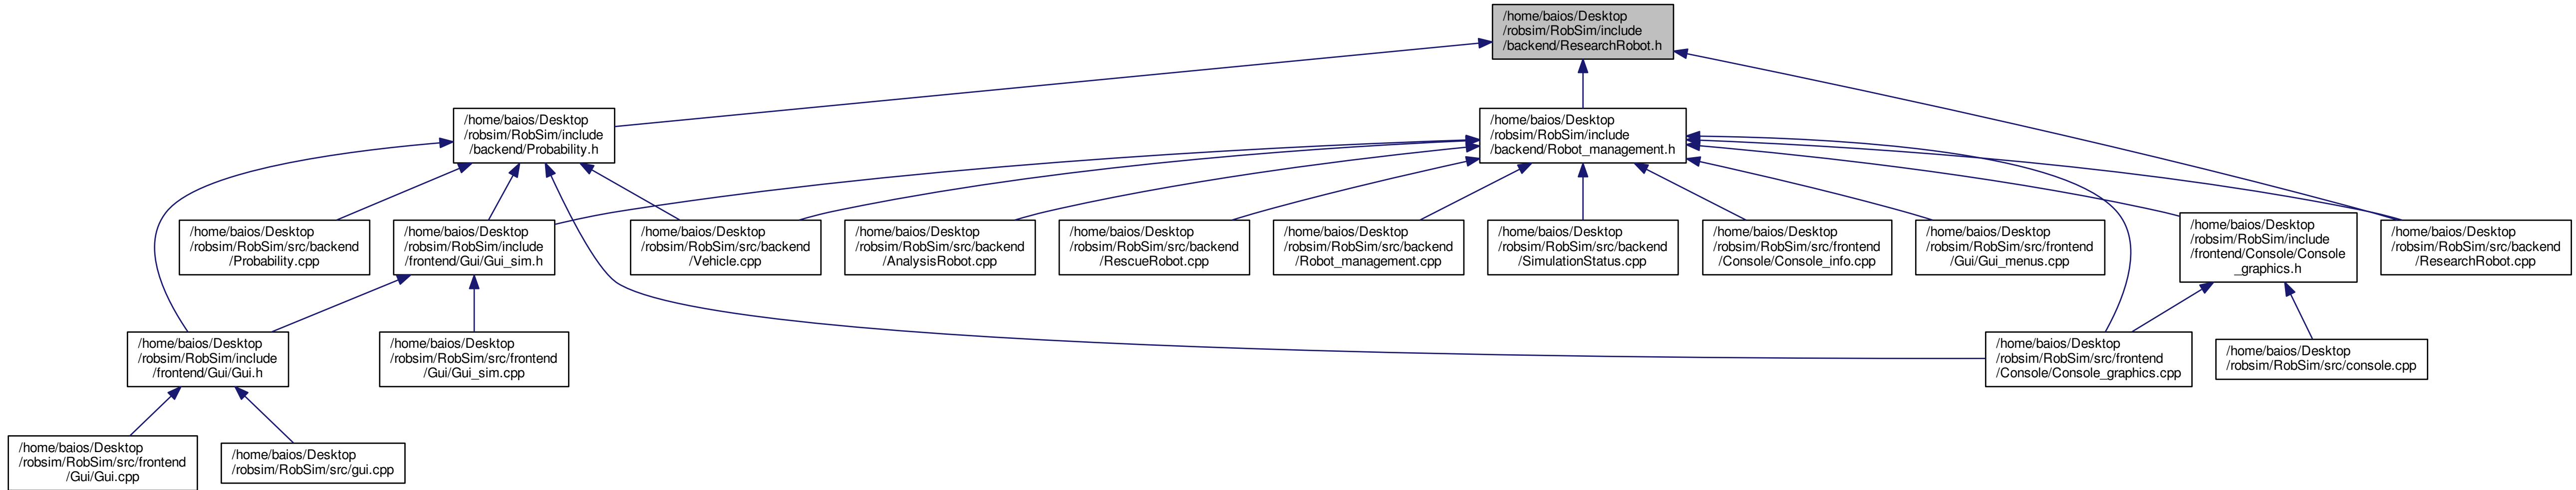 /home/baios/Desktop
/robsim/RobSim/include
/backend/ResearchRobot.h
/home/baios/Desktop
/robsim/RobSim/include
/backend/Probability.h
/home/baios/Desktop
/robsim/RobSim/include
/backend/Robot_management.h
/home/baios/Desktop
/robsim/RobSim/src/backend
/Probability.cpp
/home/baios/Desktop
/robsim/RobSim/include
/frontend/Gui/Gui_sim.h
/home/baios/Desktop
/robsim/RobSim/src/backend
/Vehicle.cpp
/home/baios/Desktop
/robsim/RobSim/src/backend
/AnalysisRobot.cpp
/home/baios/Desktop
/robsim/RobSim/src/backend
/RescueRobot.cpp
/home/baios/Desktop
/robsim/RobSim/src/backend
/Robot_management.cpp
/home/baios/Desktop
/robsim/RobSim/src/backend
/SimulationStatus.cpp
/home/baios/Desktop
/robsim/RobSim/src/frontend
/Console/Console_info.cpp
/home/baios/Desktop
/robsim/RobSim/src/frontend
/Gui/Gui_menus.cpp
/home/baios/Desktop
/robsim/RobSim/include
/frontend/Console/Console
_graphics.h
/home/baios/Desktop
/robsim/RobSim/src/backend
/ResearchRobot.cpp
/home/baios/Desktop
/robsim/RobSim/include
/frontend/Gui/Gui.h
/home/baios/Desktop
/robsim/RobSim/src/frontend
/Gui/Gui_sim.cpp
/home/baios/Desktop
/robsim/RobSim/src/frontend
/Console/Console_graphics.cpp
/home/baios/Desktop
/robsim/RobSim/src/console.cpp
/home/baios/Desktop
/robsim/RobSim/src/frontend
/Gui/Gui.cpp
/home/baios/Desktop
/robsim/RobSim/src/gui.cpp